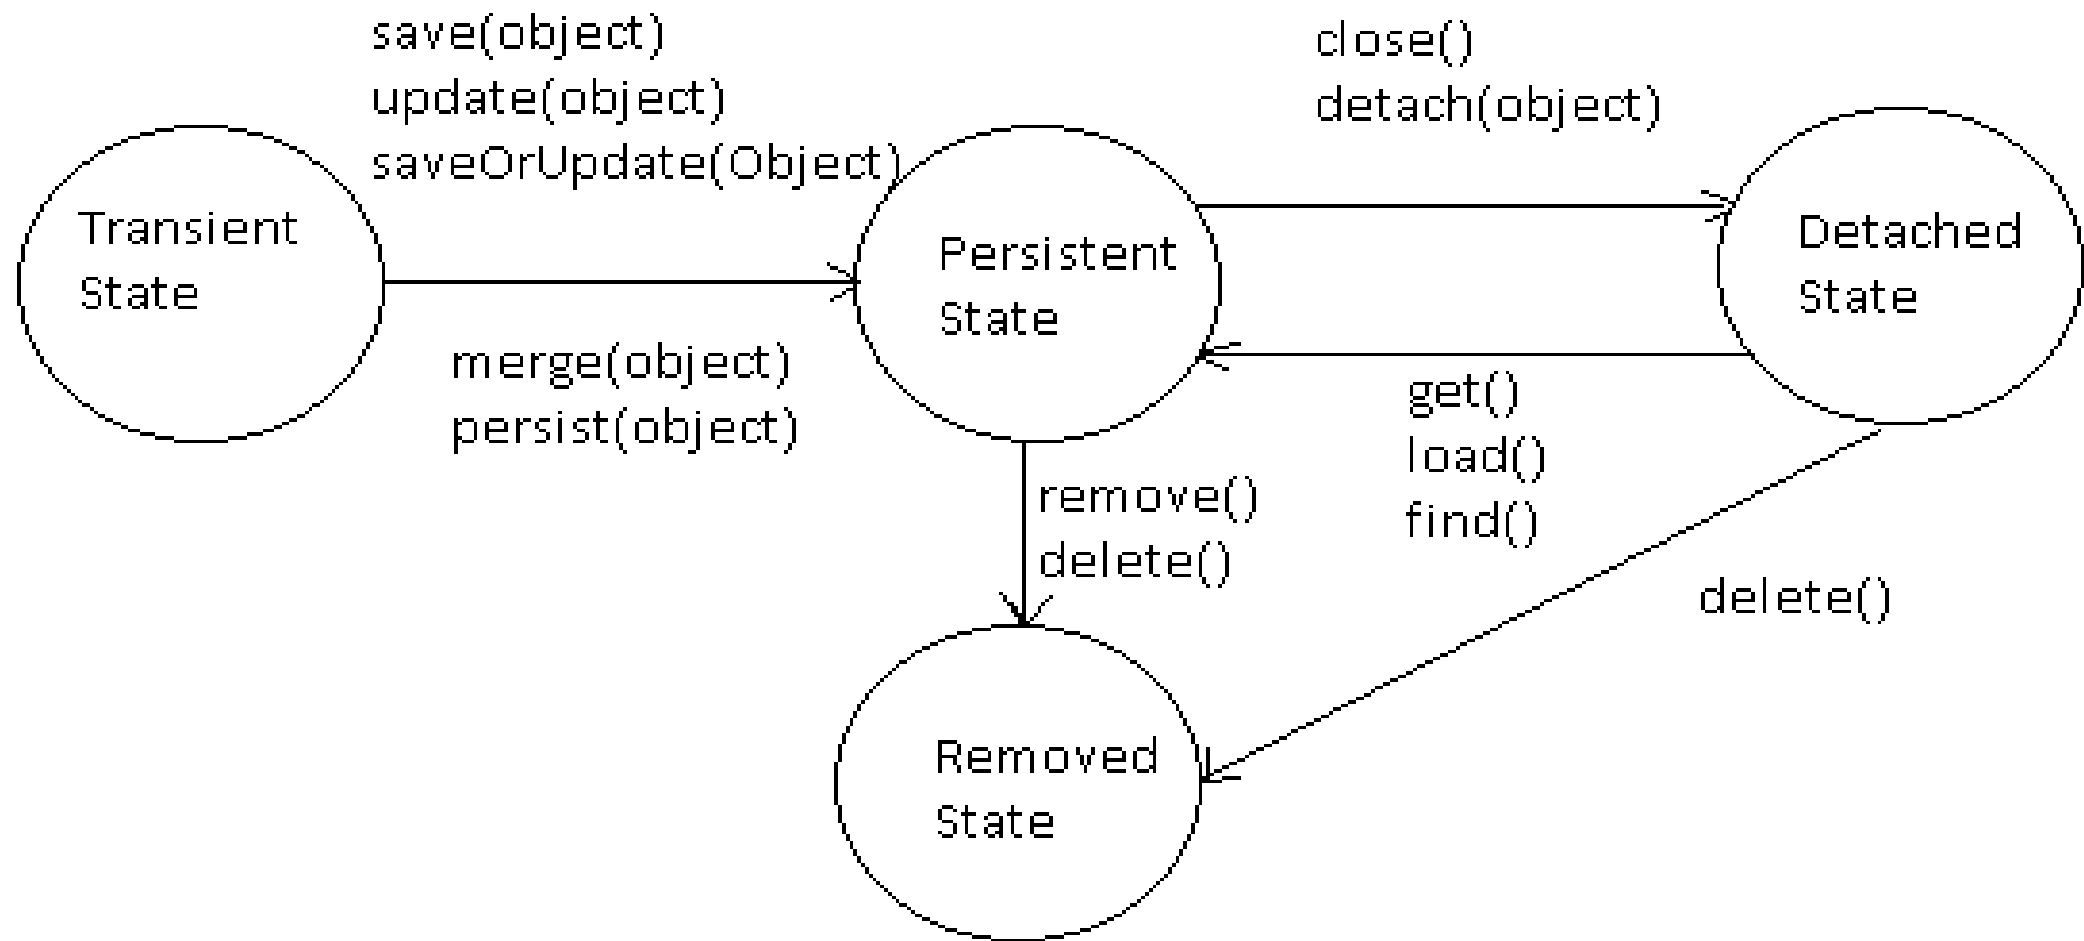 save(object)
update(object)
saveOrUpdate(Object)
close()
detach(object)
Transient
State
Persistent
State
Detached
State
merge(object)
persist(object)
get()
load()
find()
remove()
delete()
delete()
Removed
State